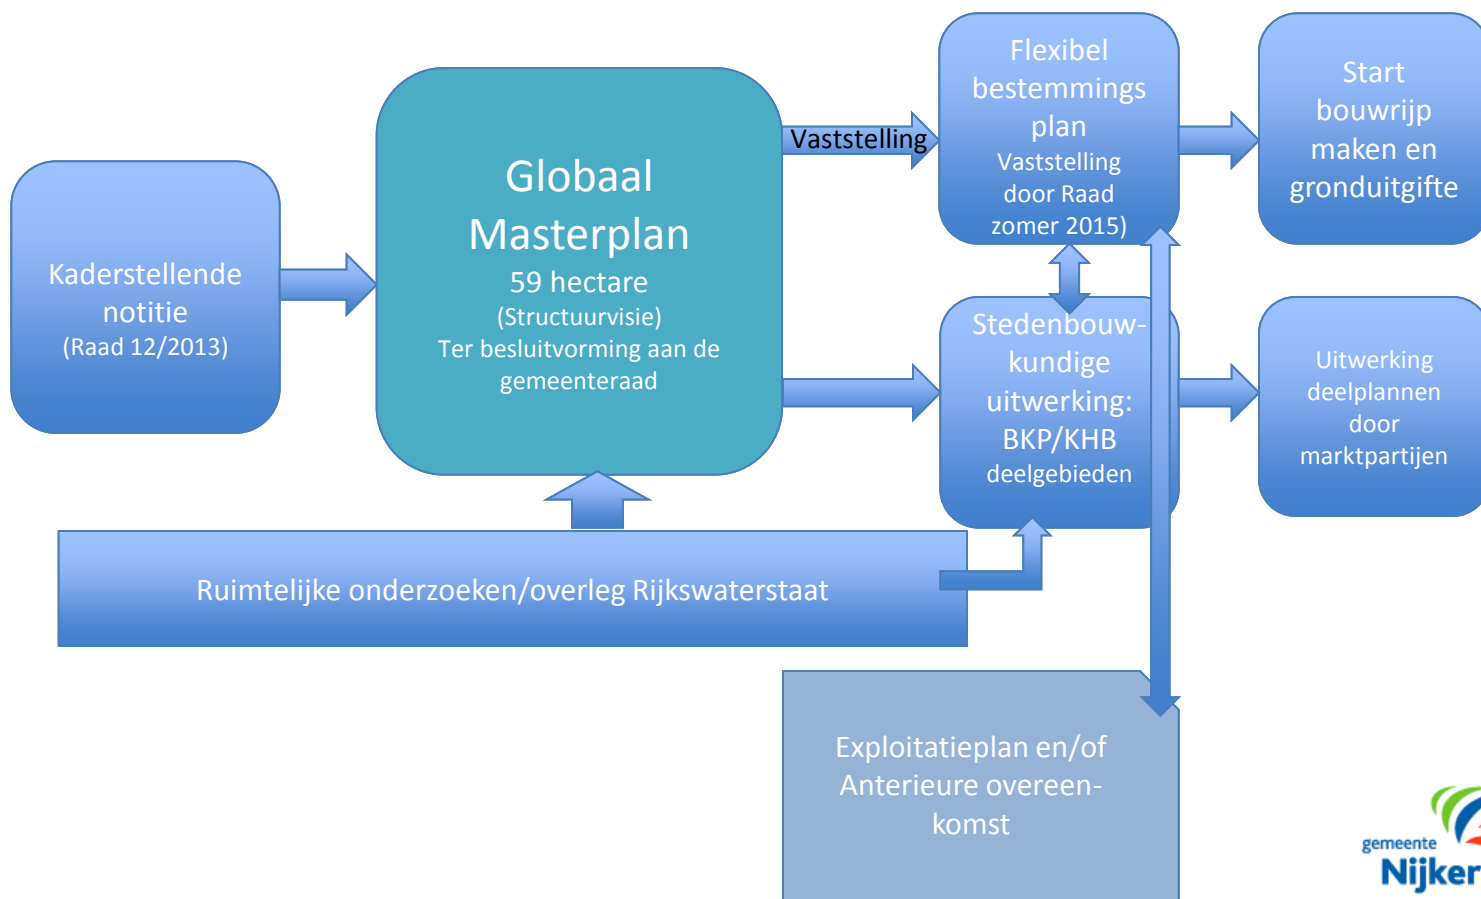 Kaderstellende
notitie
(Raad 12/2013)
Globaal
Masterplan
59 hectare
(Structuurvisie)
Ter besluitvorming aan de
gemeenteraad
Vaststelling
Flexibel
bestemmings
plan
Vaststelling
door Raad
zomer 2015)
Start
bouwrijp
maken en
gronduitgifte
Stedenbouw-
kundige
uitwerking:
BKP/KHB
deelgebieden
Uitwerking
deelplannen
door
marktpartijen
Ruimtelijke onderzoeken/overleg Rijkswaterstaat
Exploitatieplan en/of
Anterieure overeen-
komst
gemeente
Nijker